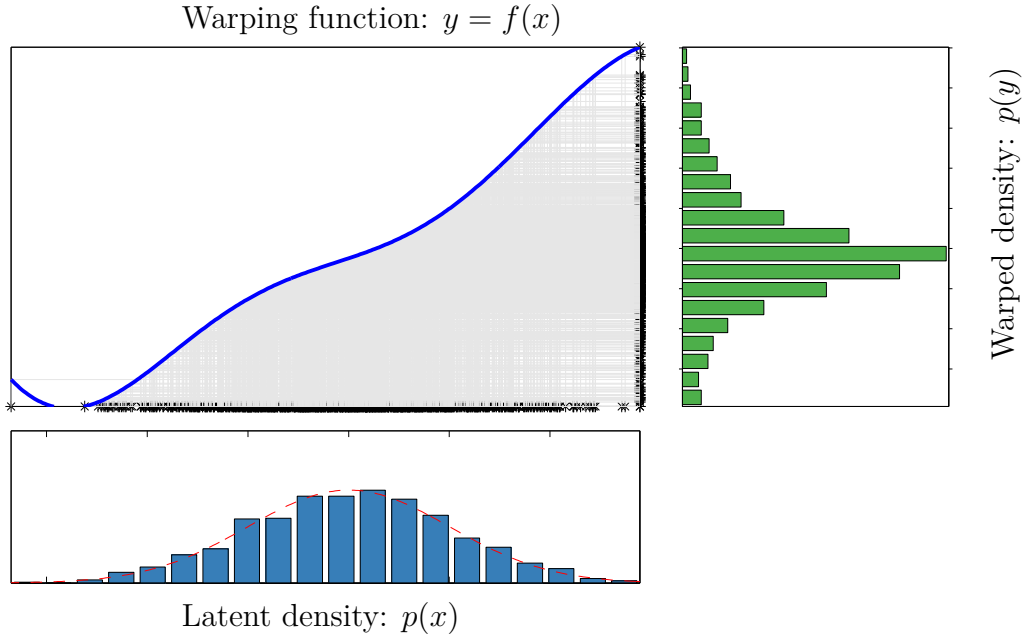 Warping function: y = f(x)
Warped density: p(y)
Latent density: p(x)